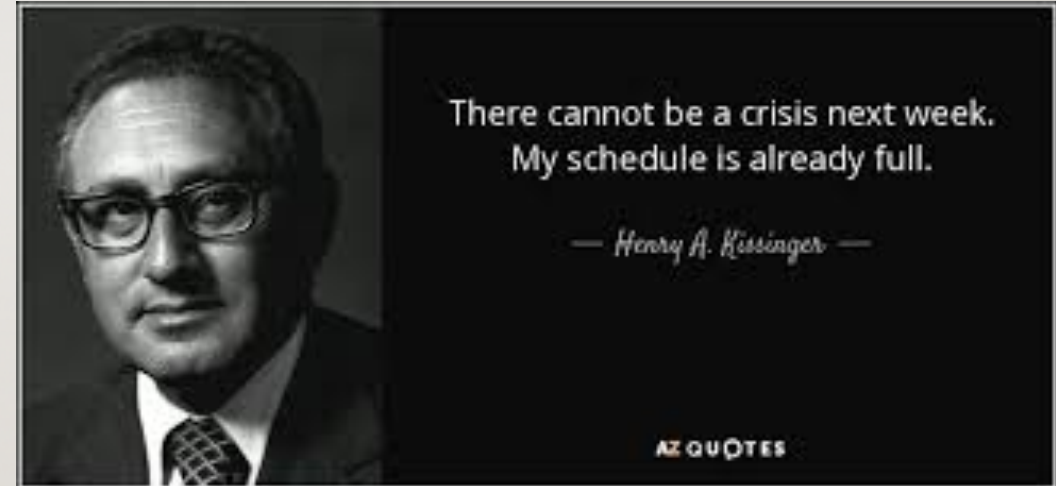 There cannot be a crisis next week.
My schedule is already full.
— Henry A. Kissinger —
AZ QUOTES